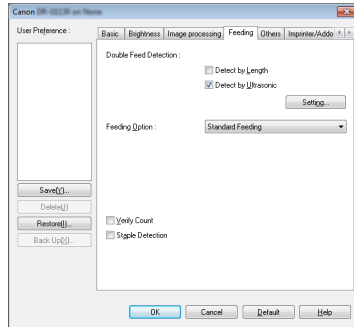 Canon
User Preference :
Basic Brightness Image processing Feeding Others Imprinter/Addo
Double Feed Detection :
Detect by Length
Detect by Ultrasonic
Setting...
Feeding Option : Standard Feeding
Save(Y)...
Delete(J)
Restore(I)...
Back Up(X)...
Verify Count
Staple Detection
OK Cancel Default Help